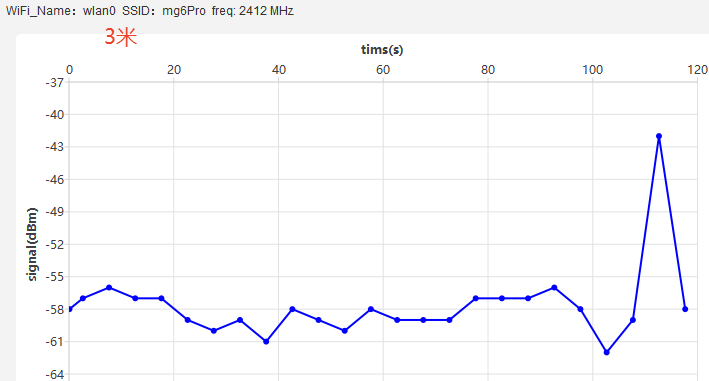 WiFi_Name：wlan0 SSID：mg6Pro freq: 2412 MHz
3米
tims(s)
0 20 40 60 80 100 120
-37
-40
-43
-46
-49
-52
-55
-58
-61
-64
signal(dBm)